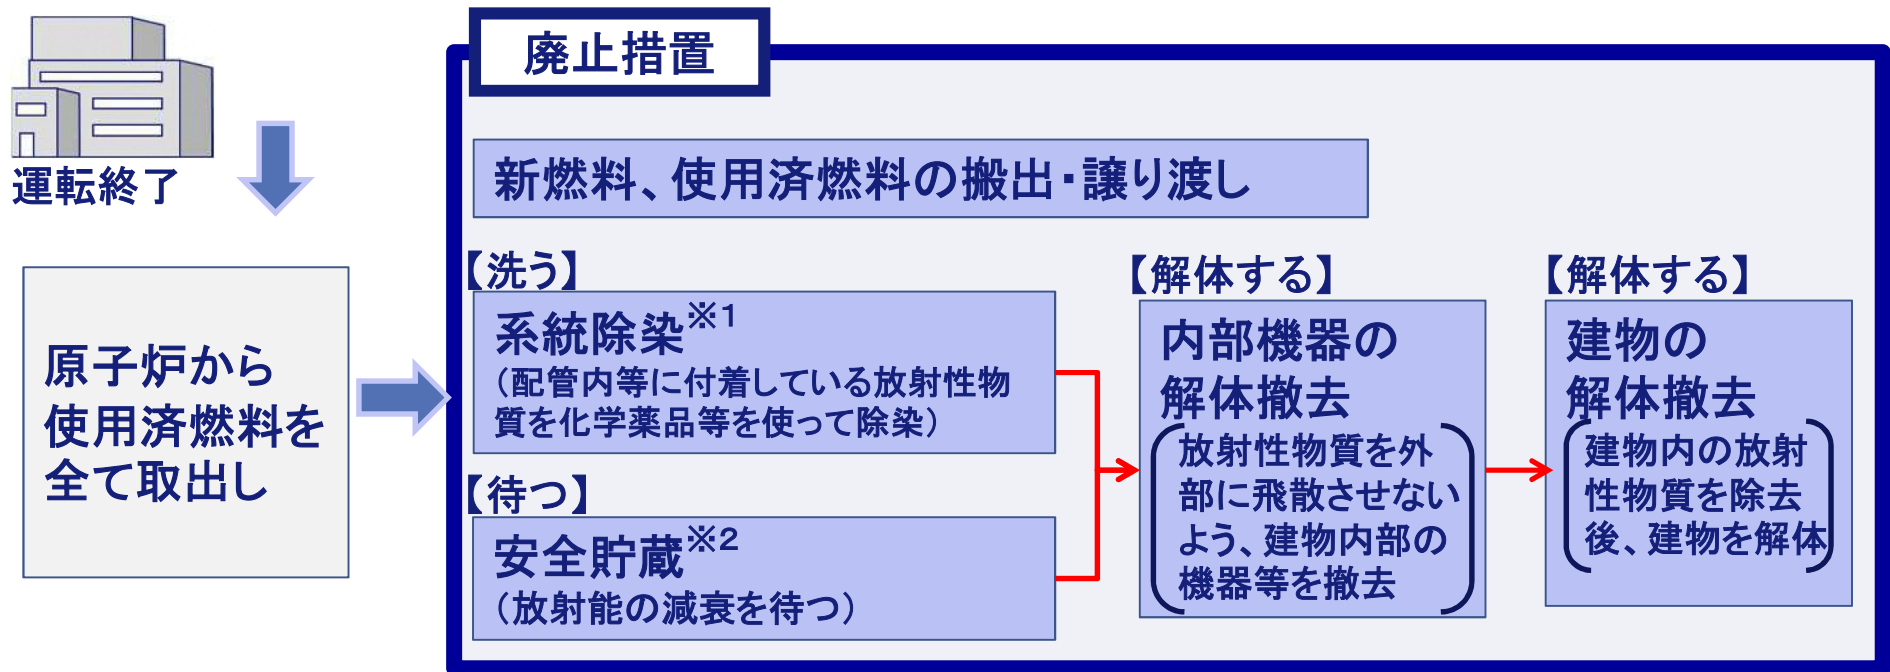 廃止措置
運転終了
新燃料、使用済燃料の搬出・譲り渡し
原子炉から
使用済燃料を
全て取出し
【洗う】
系統除染※1
（配管内等に付着している放射性物
質を化学薬品等を使って除染）
【待つ】
安全貯蔵※2
（放射能の減衰を待つ）
【解体する】
内部機器の
解体撤去
放射性物質を外
部に飛散させない
よう、建物内部の
機器等を撤去
【解体する】
建物の
解体撤去
建物内の放射
性物質を除去
後、建物を解体